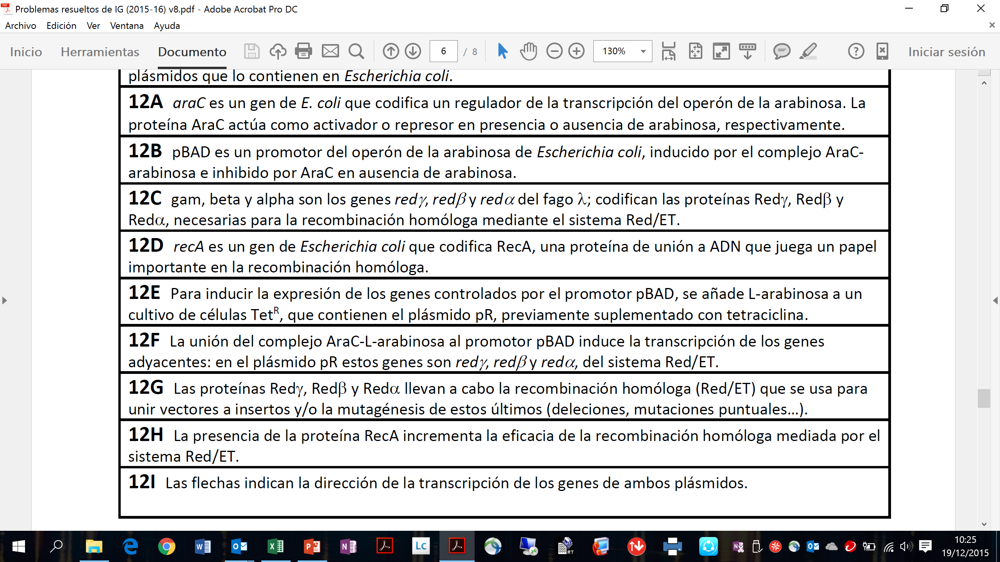 Problemas resueltos de IG (2015-16) v8.pdf - Adobe Acrobat Pro DC
Archivo Edición Ver Ventana Ayuda
Inicio Herramientas Documento 6 / 8 130% Iniciar sesión
plásmidos que lo contienen en Escherichia coli.
12A araC es un gen de E. coli que codifica un regulador de la transcripción del operón de la arabinosa. La
proteína AraC actúa como activador o represor en presencia o ausencia de arabinosa, respectivamente.
12B pBAD es un promotor del operón de la arabinosa de Escherichia coli, inducido por el complejo AraC-
arabinosa e inhibido por AraC en ausencia de arabinosa.
12C gam, beta y alpha son los genes redγ, redβ y redα del fago λ; codifican las proteínas Redγ, Redβ y
Redα, necesarias para la recombinación homóloga mediante el sistema Red/ET.
12D recA es un gen de Escherichia coli que codifica RecA, una proteína de unión a ADN que juega un papel
importante en la recombinación homóloga.
12E Para inducir la expresión de los genes controlados por el promotor pBAD, se añade L-arabinosa a un
cultivo de células Tet^R, que contienen el plásmido pR, previamente suplementado con tetraciclina.
12F La unión del complejo AraC-L-arabinosa al promotor pBAD induce la transcripción de los genes
adyacentes: en el plásmido pR estos genes son redγ, redβ y redα, del sistema Red/ET.
12G Las proteínas Redγ, Redβ y Redα llevan a cabo la recombinación homóloga (Red/ET) que se usa para
unir vectores a insertos y/o la mutagénesis de estos últimos (deleciones, mutaciones puntuales...).
12H La presencia de la proteína RecA incrementa la eficacia de la recombinación homóloga mediada por el
sistema Red/ET.
12I Las flechas indican la dirección de la transcripción de los genes de ambos plásmidos.
Lc
RT
10:25
19/12/2015